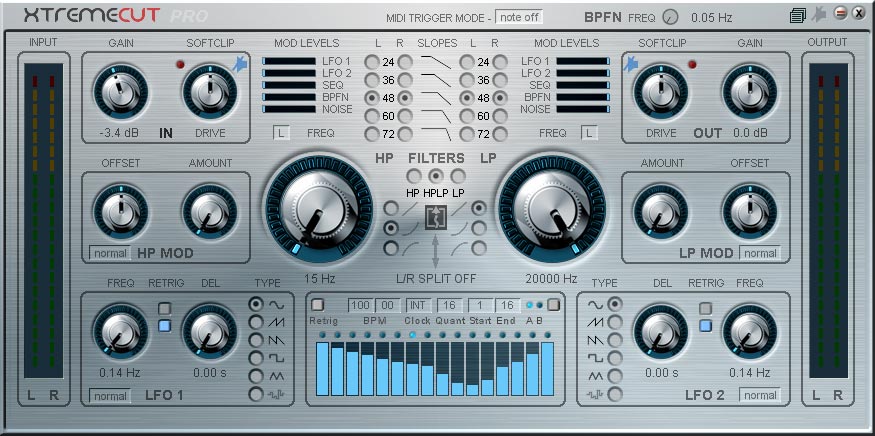 XTREMECUT PRO
MIDI TRIGGER MODE - note off
BPFN FREQ 0.05 Hz
INPUT
GAIN
SOFTCLIP
-3.4 dB
IN
DRIVE
MOD LEVELS
LFO 1
LFO 2
SEQ
BPFN
NOISE
L FREQ
L R SLOPES L R
24 24
36 36
48 48
60 60
72 72
MOD LEVELS
LFO 1
LFO 2
SEQ
BPFN
NOISE
FREQ L
SOFTCLIP
GAIN
DRIVE
OUT
0.0 dB
OUTPUT
OFFSET
AMOUNT
normal
HP MOD
HP FILTERS LP
HP HPLP LP
15 Hz
L/R SPLIT OFF
20000 Hz
AMOUNT
OFFSET
LP MOD
normal
FREQ
RETRIG
DEL
TYPE
0.14 Hz
0.00 s
normal
LFO 1
100 00 INT 16 1 16
Retrig BPM Clock Quant Start End A B
TYPE
DEL
RETRIG
FREQ
0.00 s
0.14 Hz
LFO 2
normal
L R
L R